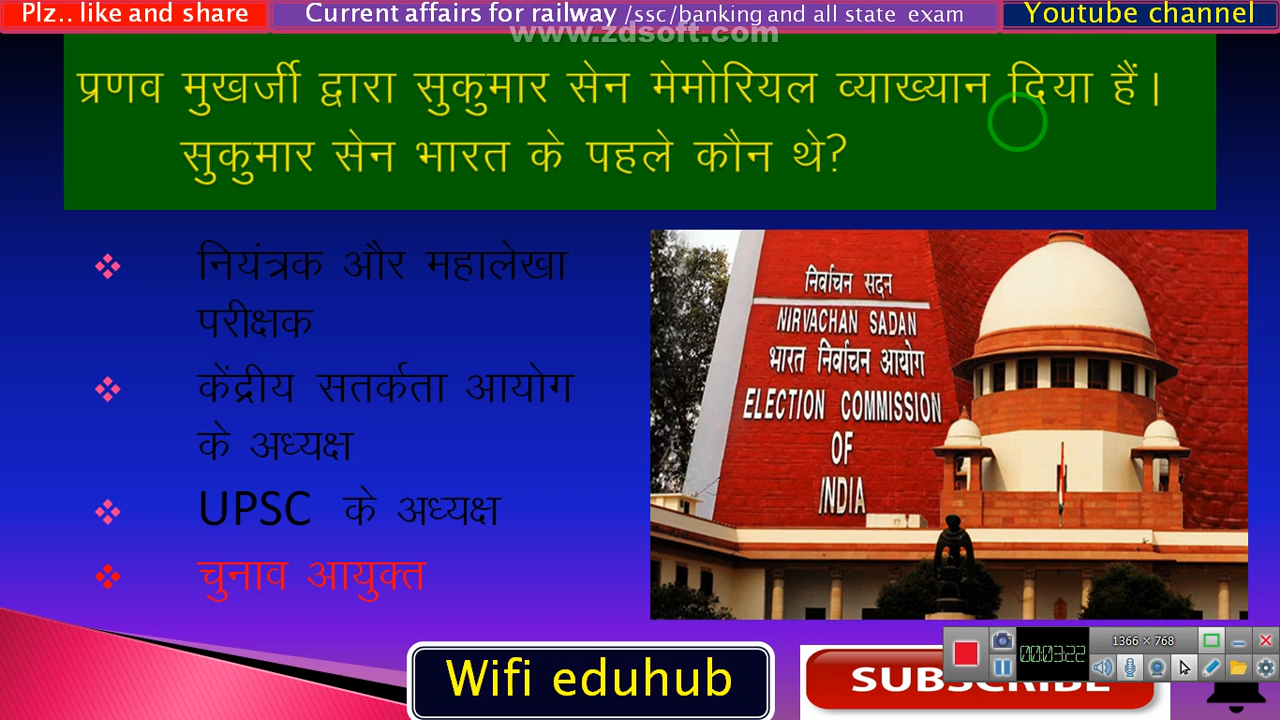 Plz.. like and share
Current affairs for railway /ssc/banking and all state exam
Youtube channel
www.zdsoft.com
प्रणव मुखर्जी द्वारा सुकुमार सेन मेमोरियल व्याख्यान दिया हैं।
सुकुमार सेन भारत के पहले कौन थे?
नियंत्रक और महालेखा
परीक्षक
केंद्रीय सतर्कता आयोग
के अध्यक्ष
UPSC के अध्यक्ष
चुनाव आयुक्त
निर्वाचन सदन
NIRVACHAN SADAN
भारत निर्वाचन आयोग
ELECTION COMMISSION
OF
INDIA
Wifi eduhub
SUBSCRIBE
1366 × 768
00:03:22